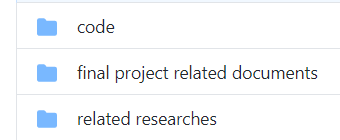 code
final project related documents
related researches